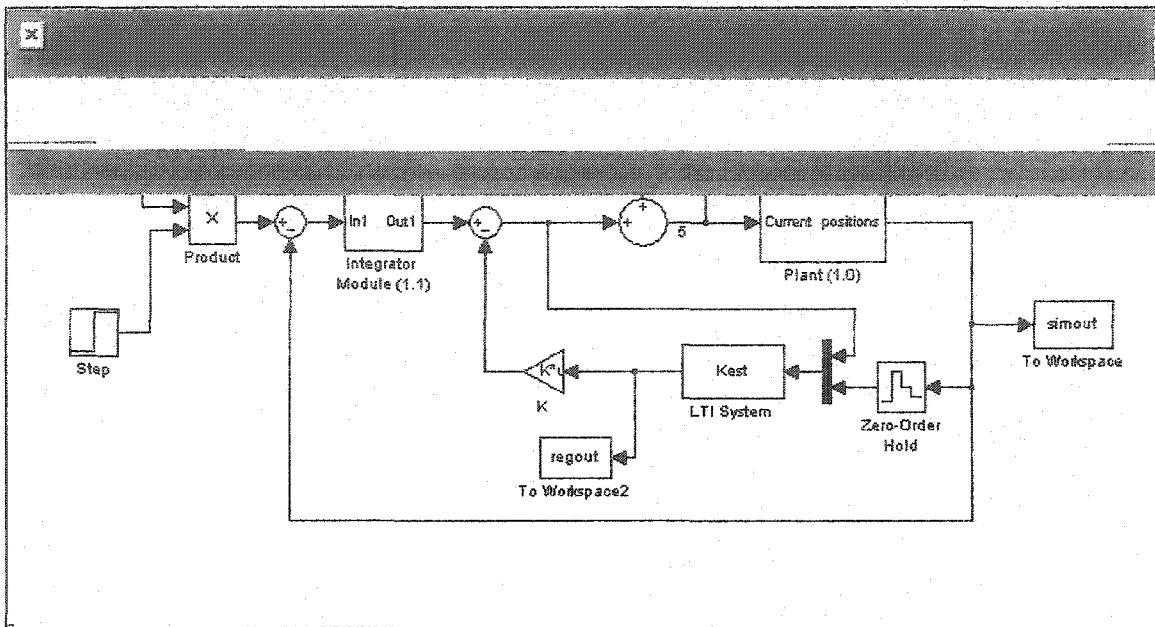 ×
In1 Out1
5
Current positions
Product
Integrator
Module (1.1)
Plant (1.0)
Step
simout
To Workspace
K*u
K
Kest
LTI System
Zero-Order
Hold
regout
To Workspace2